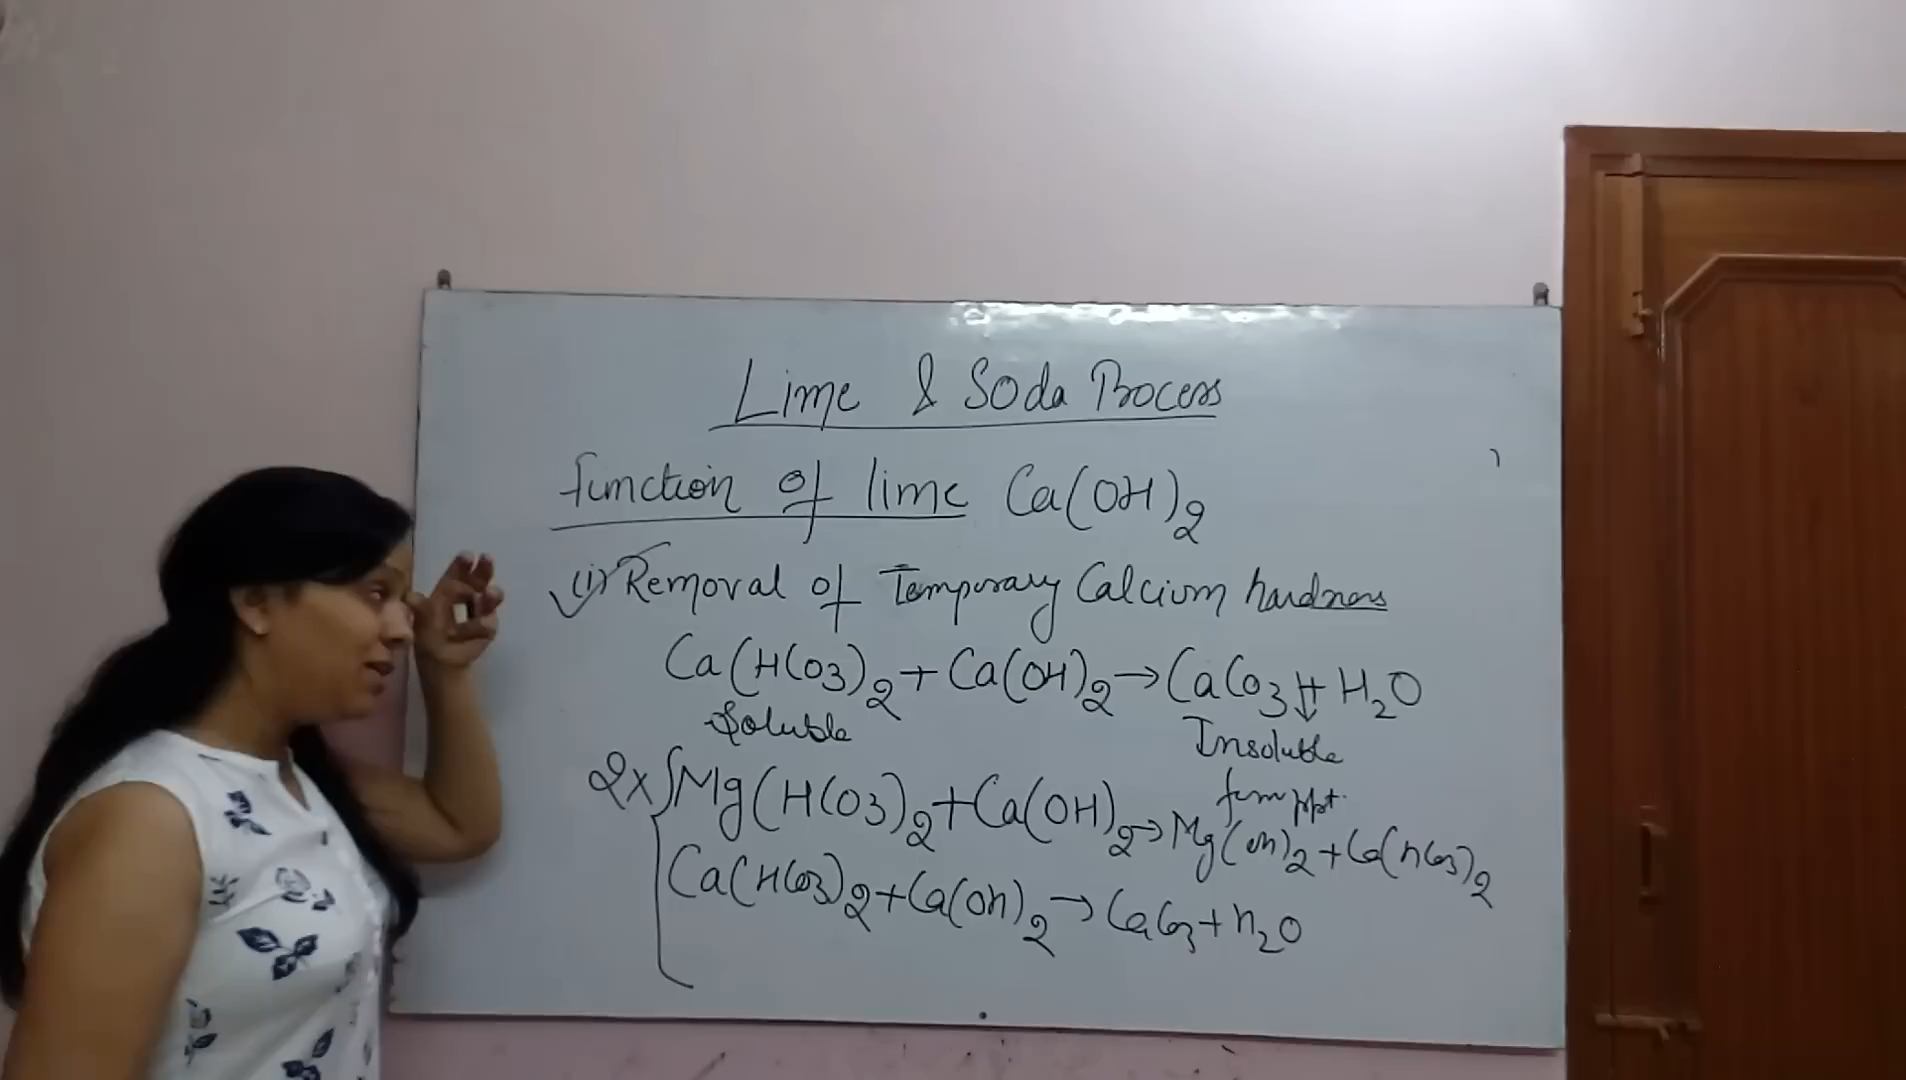 Lime & Soda Process
function of lime Ca(OH)2
(i) Removal of Temporary Calcium hardness
Ca(HCO3)2 + Ca(OH)2 → CaCO3↓ + H2O
Soluble
Insoluble
form ppt.
2x { Mg(HCO3)2 + Ca(OH)2 → Mg(OH)2 + Ca(HCO3)2
Ca(HCO3)2 + Ca(OH)2 → CaCO3 + H2O